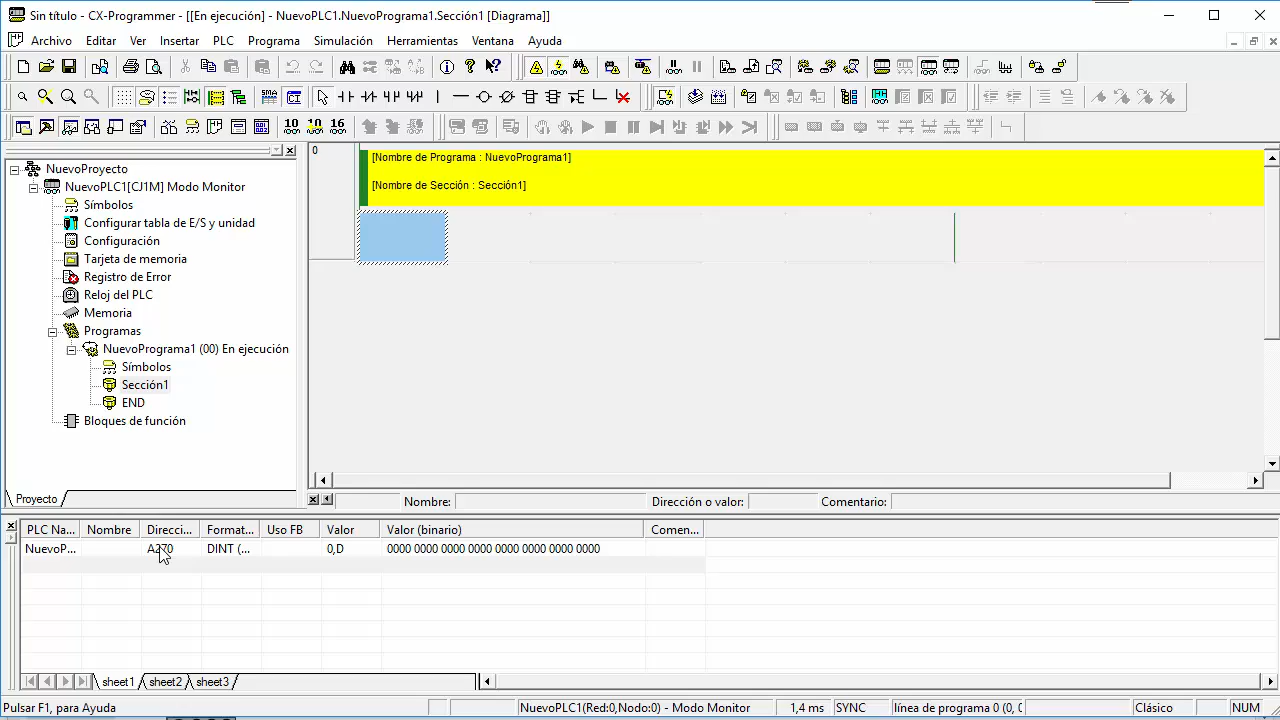 Sin título - CX-Programmer - [[En ejecución] - NuevoPLC1.NuevoPrograma1.Sección1 [Diagrama]]
Archivo Editar Ver Insertar PLC Programa Simulación Herramientas Ventana Ayuda
10 10 16
NuevoProyecto
NuevoPLC1[CJ1M] Modo Monitor
Símbolos
Configurar tabla de E/S y unidad
Configuración
Tarjeta de memoria
Registro de Error
Reloj del PLC
Memoria
Programas
NuevoPrograma1 (00) En ejecución
Símbolos
Sección1
END
Bloques de función
Proyecto
0
[Nombre de Programa : NuevoPrograma1]
[Nombre de Sección : Sección1]
Nombre: Dirección o valor: Comentario:
PLC Na... Nombre Direcci... Format... Uso FB Valor Valor (binario) Comen...
NuevoP... A270 DINT (... 0,D 0000 0000 0000 0000 0000 0000 0000 0000
sheet1 sheet2 sheet3
Pulsar F1, para Ayuda NuevoPLC1(Red:0,Nodo:0) - Modo Monitor 1,4 ms SYNC línea de programa 0 (0, 0 Clásico NUM